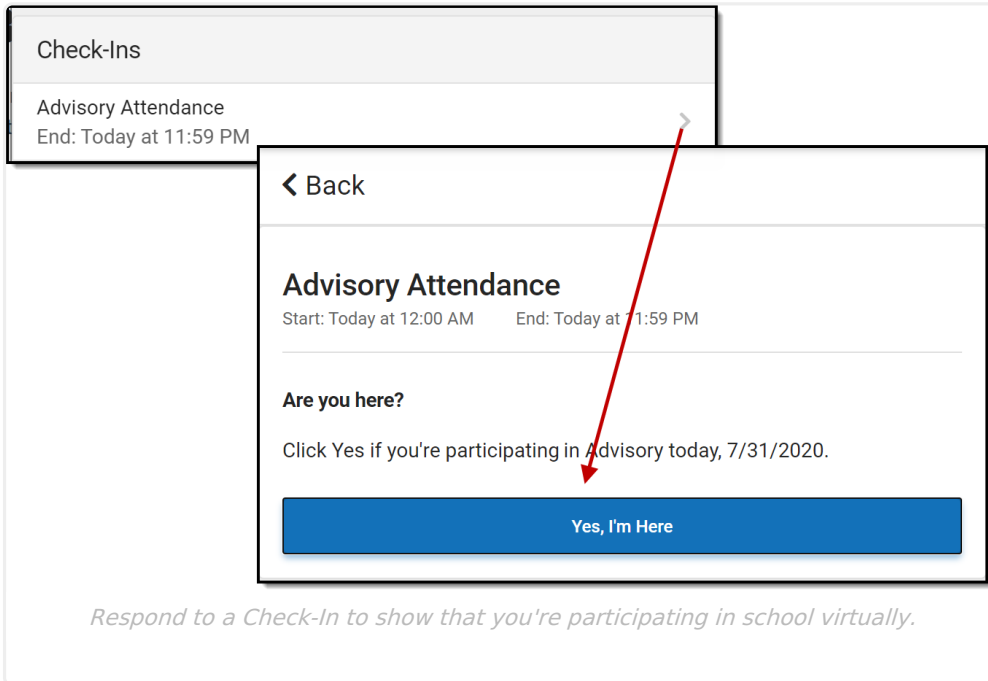 Check-Ins
Advisory Attendance
End: Today at 11:59 PM
Back
Advisory Attendance
Start: Today at 12:00 AM End: Today at 11:59 PM
Are you here?
Click Yes if you're participating in Advisory today, 7/31/2020.
Yes, I'm Here
Respond to a Check-In to show that you're participating in school virtually.